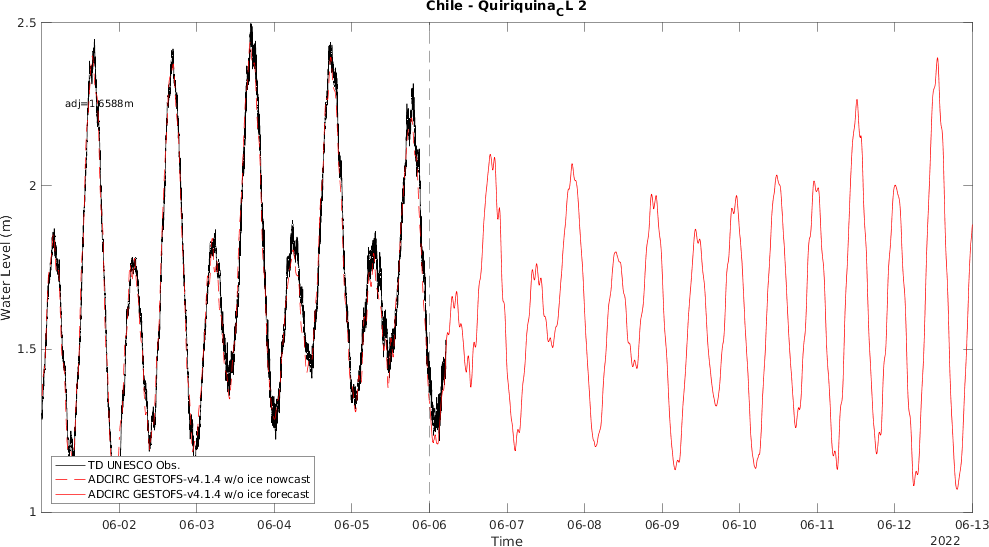 Chile - Quiriquina_CL 2
2.5
2
1.5
1
Water Level (m)
adj=1.6588m
TD UNESCO Obs.
ADCIRC GESTOFS-v4.1.4 w/o ice nowcast
ADCIRC GESTOFS-v4.1.4 w/o ice forecast
06-02 06-03 06-04 06-05 06-06 06-07 06-08 06-09 06-10 06-11 06-12 06-13
Time
2022